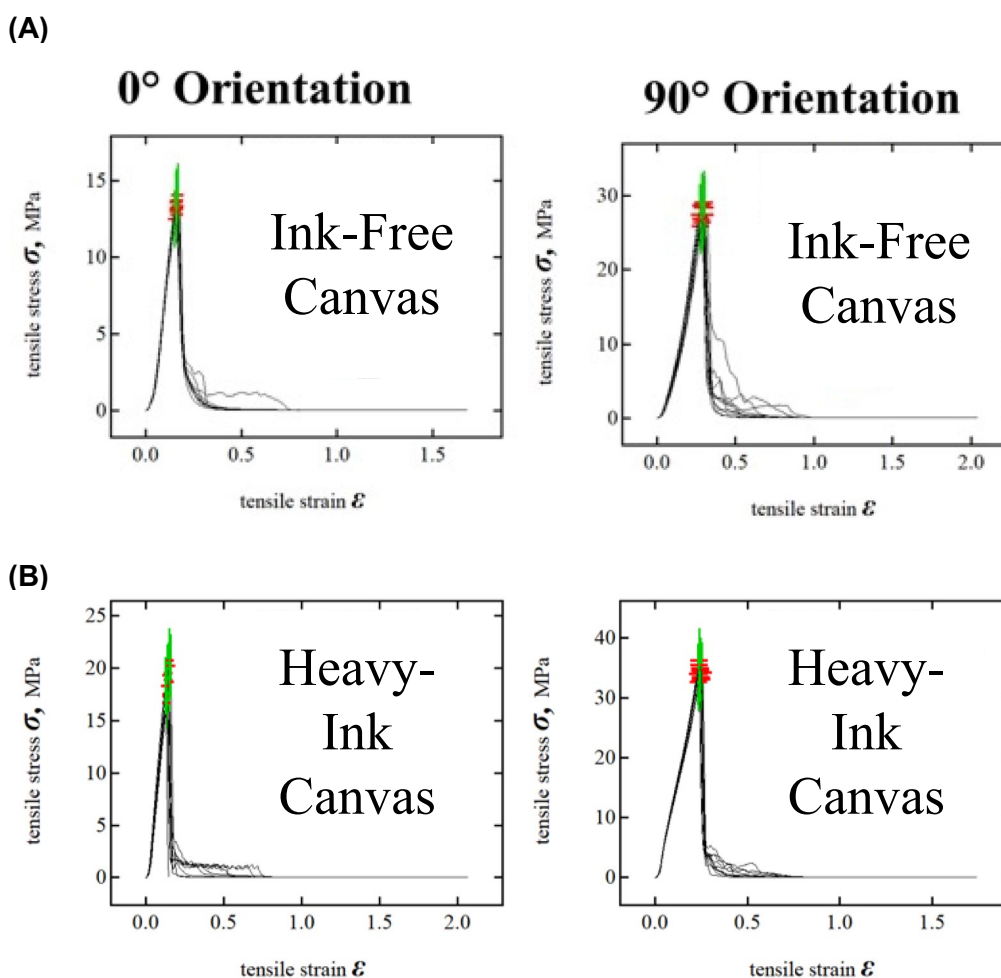 (A)
0° Orientation
90° Orientation
15
10
5
0
tensile stress σ, MPa
Ink-Free
Canvas
0.0 0.5 1.0 1.5
tensile strain ε
30
20
10
0
tensile stress σ, MPa
Ink-Free
Canvas
0.0 0.5 1.0 1.5 2.0
tensile strain ε
(B)
25
20
15
10
5
0
tensile stress σ, MPa
Heavy-
Ink
Canvas
0.0 0.5 1.0 1.5 2.0
tensile strain ε
40
30
20
10
0
tensile stress σ, MPa
Heavy-
Ink
Canvas
0.0 0.5 1.0 1.5
tensile strain ε